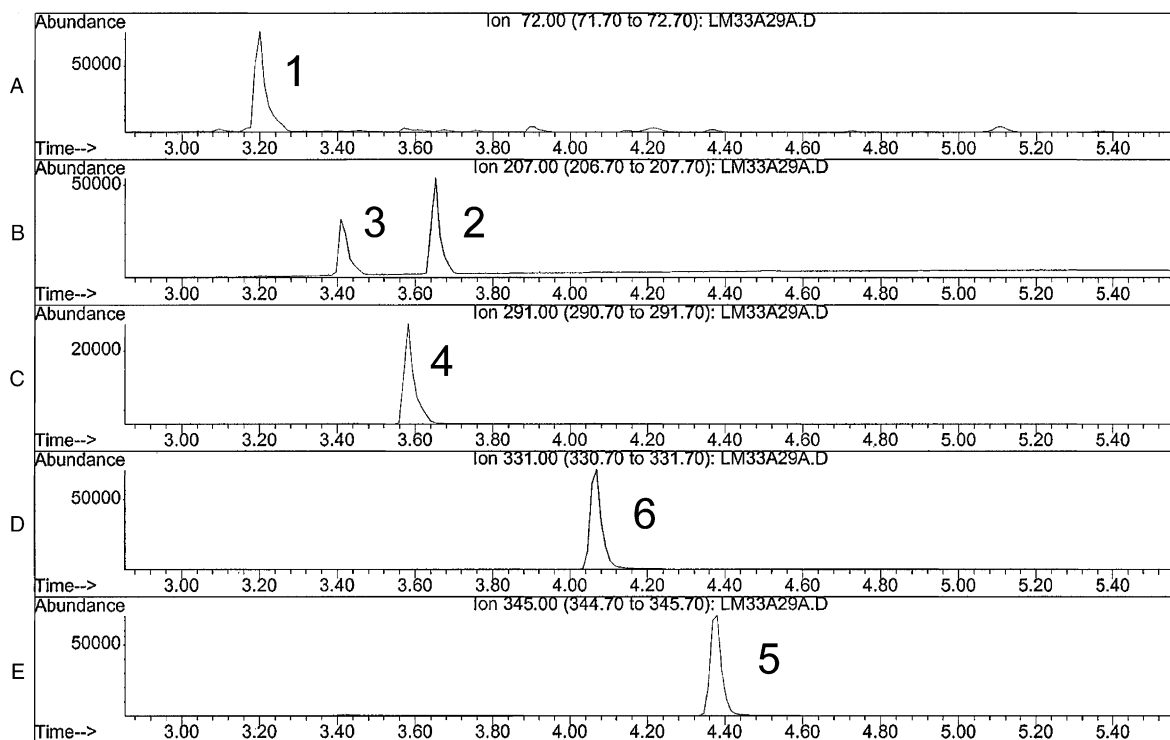 Abundance
Ion 72.00 (71.70 to 72.70): LM33A29A.D
50000
1
A
Time--> 3.00 3.20 3.40 3.60 3.80 4.00 4.20 4.40 4.60 4.80 5.00 5.20 5.40
Abundance
Ion 207.00 (206.70 to 207.70): LM33A29A.D
50000
3 2
B
Time--> 3.00 3.20 3.40 3.60 3.80 4.00 4.20 4.40 4.60 4.80 5.00 5.20 5.40
Abundance
Ion 291.00 (290.70 to 291.70): LM33A29A.D
20000
4
C
Time--> 3.00 3.20 3.40 3.60 3.80 4.00 4.20 4.40 4.60 4.80 5.00 5.20 5.40
Abundance
Ion 331.00 (330.70 to 331.70): LM33A29A.D
50000
6
D
Time--> 3.00 3.20 3.40 3.60 3.80 4.00 4.20 4.40 4.60 4.80 5.00 5.20 5.40
Abundance
Ion 345.00 (344.70 to 345.70): LM33A29A.D
50000
5
E
Time--> 3.00 3.20 3.40 3.60 3.80 4.00 4.20 4.40 4.60 4.80 5.00 5.20 5.40